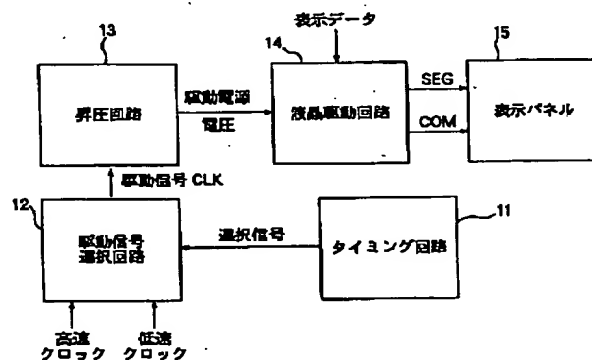 表示データ
13
14
15
昇圧回路
駆動電源
電圧
液晶駆動回路
SEG
COM
表示パネル
駆動信号 CLK
12
11
駆動信号
選択回路
選択信号
タイミング回路
高速
クロック
低速
クロック